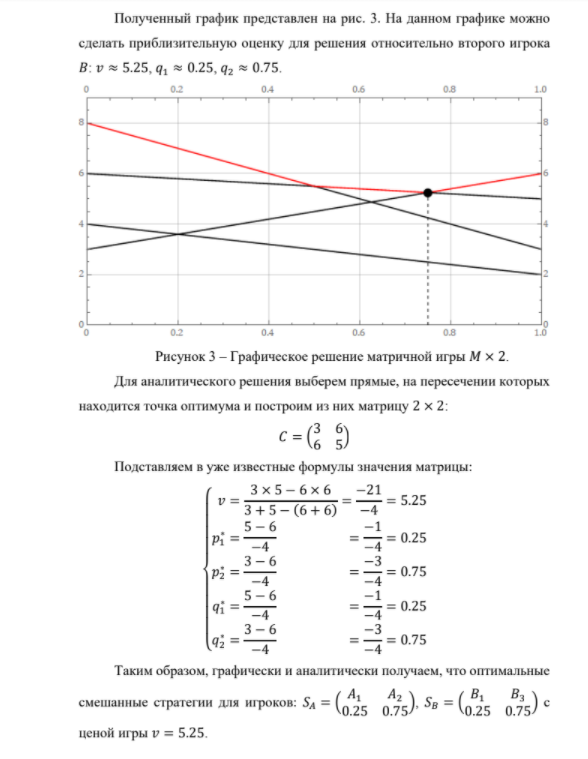 Полученный график представлен на рис. 3. На данном графике можно
сделать приблизительную оценку для решения относительно второго игрока
B: v ≈ 5.25, q₁ ≈ 0.25, q₂ ≈ 0.75.
0 0.2 0.4 0.6 0.8 1.0
8 8
6 6
4 4
2 2
0 0
0 0.2 0.4 0.6 0.8 1.0
Рисунок 3 – Графическое решение матричной игры M × 2.
Для аналитического решения выберем прямые, на пересечении которых
находится точка оптимума и построим из них матрицу 2 × 2:
C = (3 6
6 5)
Подставляем в уже известные формулы значения матрицы:
v = (3 × 5 − 6 × 6)/(3 + 5 − (6 + 6)) = −21/−4 = 5.25
p₁* = (5 − 6)/−4 = −1/−4 = 0.25
p₂* = (3 − 6)/−4 = −3/−4 = 0.75
q₁* = (5 − 6)/−4 = −1/−4 = 0.25
q₂* = (3 − 6)/−4 = −3/−4 = 0.75
Таким образом, графически и аналитически получаем, что оптимальные
смешанные стратегии для игроков: S_A = (A₁ A₂ / 0.25 0.75), S_B = (B₁ B₃ / 0.25 0.75) с
ценой игры v = 5.25.